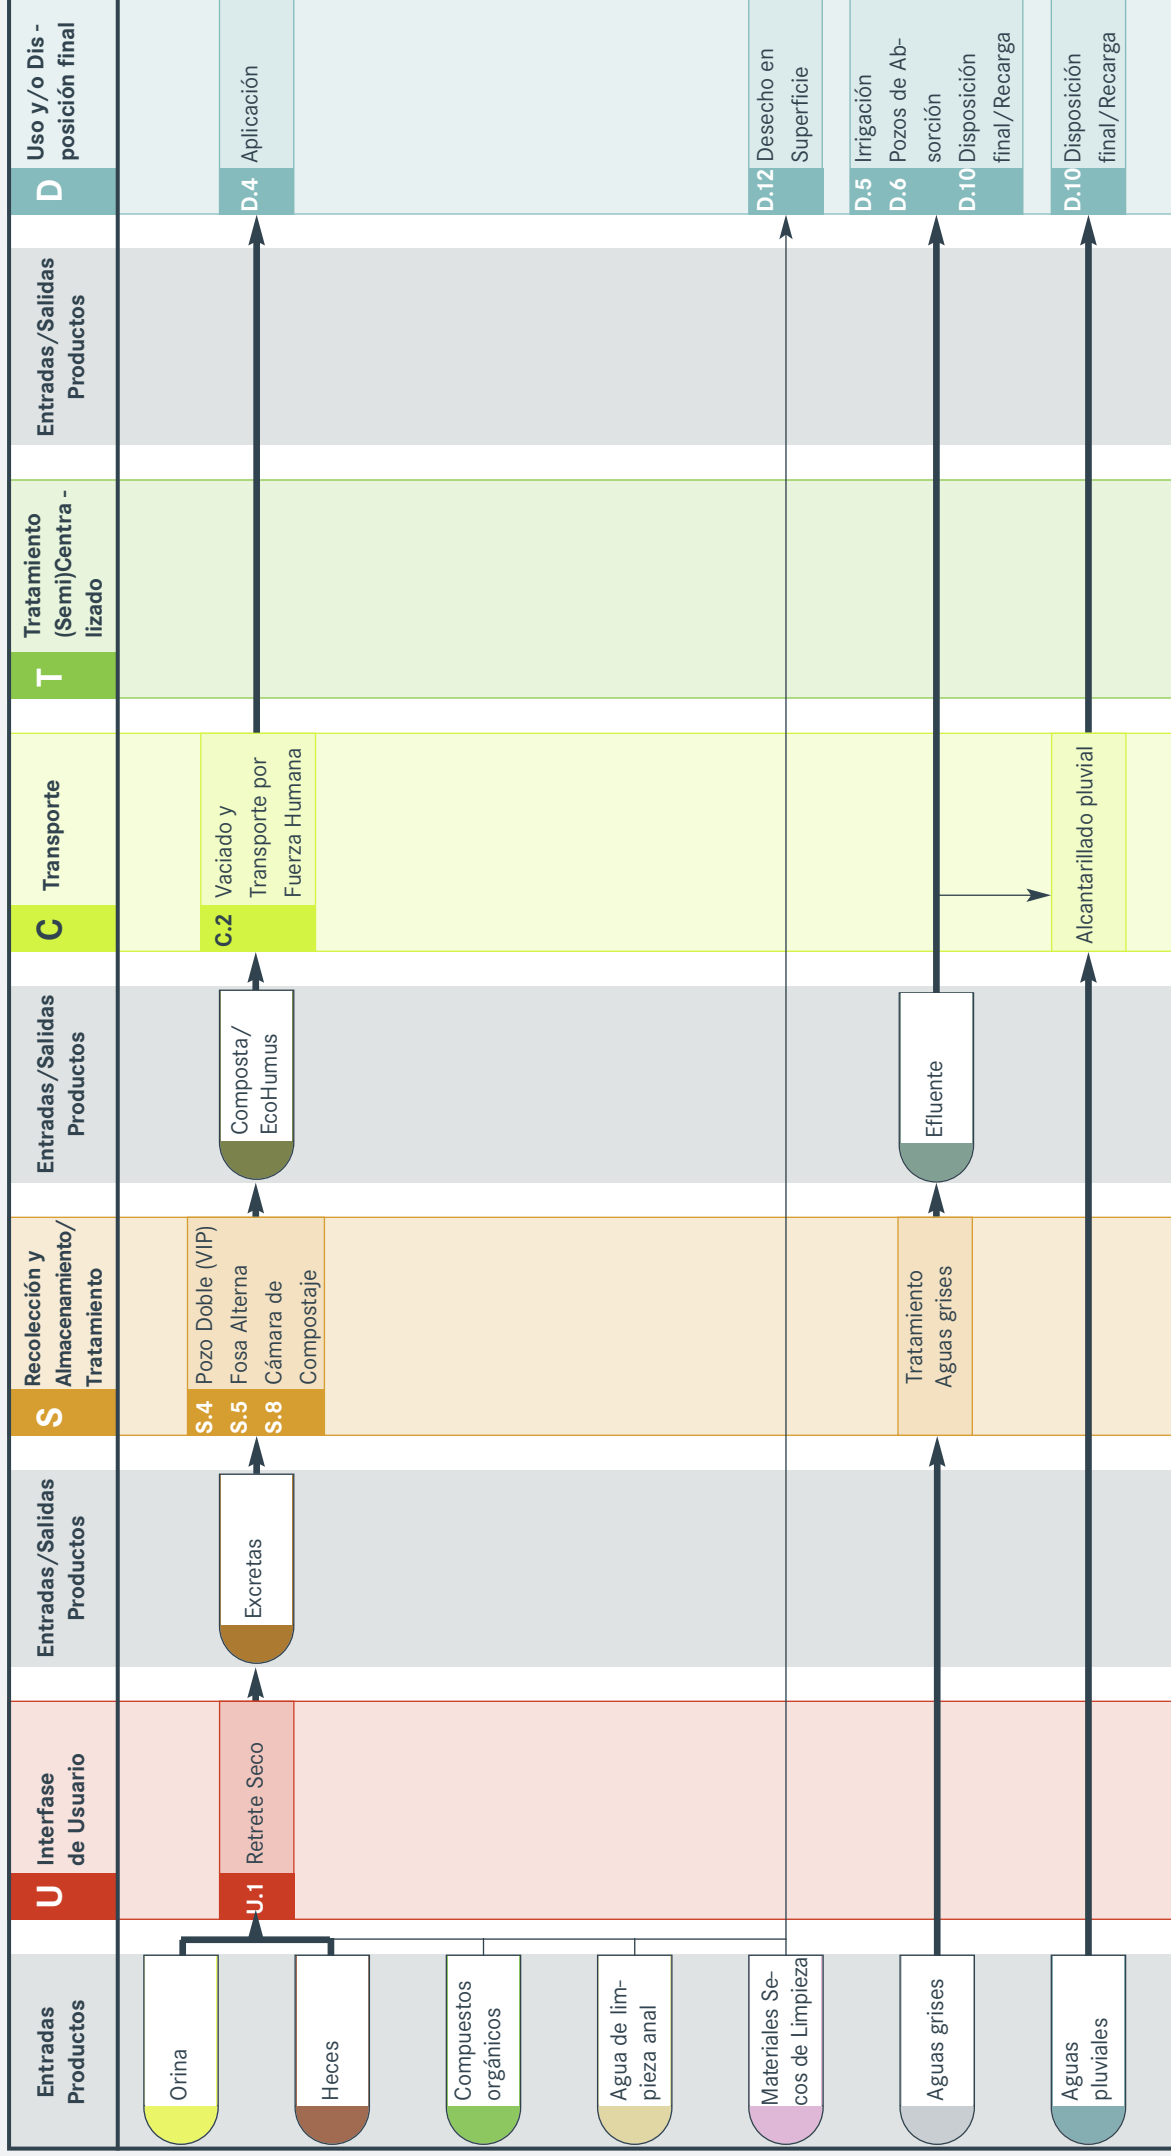 Entradas
Productos
U
Interfase
de Usuario
Entradas/Salidas
Productos
S
Recolección y
Almacenamiento/
Tratamiento
Entradas/Salidas
Productos
C
Transporte
T
Tratamiento
(Semi)Centra -
lizado
Entradas/Salidas
Productos
D
Uso y/o Dis -
posición final
Orina
Heces
Compuestos
orgánicos
Agua de lim-
pieza anal
Materiales Se-
cos de Limpieza
Aguas grises
Aguas
pluviales
U.1 Retrete Seco
Excretas
S.4 Pozo Doble (VIP)
S.5 Fosa Alterna
S.8 Cámara de
Compostaje
Tratamiento
Aguas grises
Composta/
EcoHumus
Efluente
C.2 Vaciado y
Transporte por
Fuerza Humana
Alcantarillado pluvial
D.4 Aplicación
D.12 Desecho en
Superficie
D.5 Irrigación
D.6 Pozos de Ab-
sorción
D.10 Disposición
final/Recarga
D.10 Disposición
final/Recarga